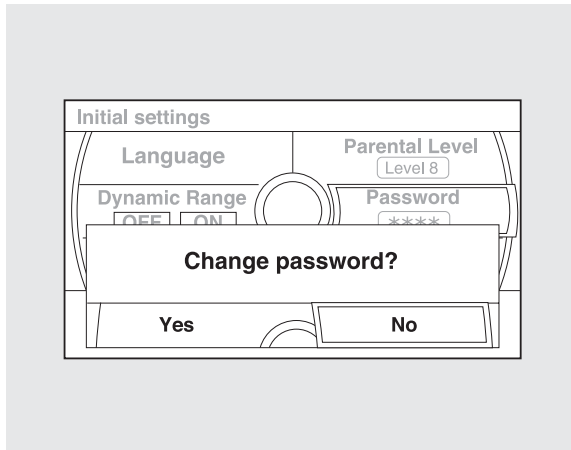 Initial settings
Language
Parental Level
Level 8
Dynamic Range
Password
OFF ON
****
Change password?
Yes
No